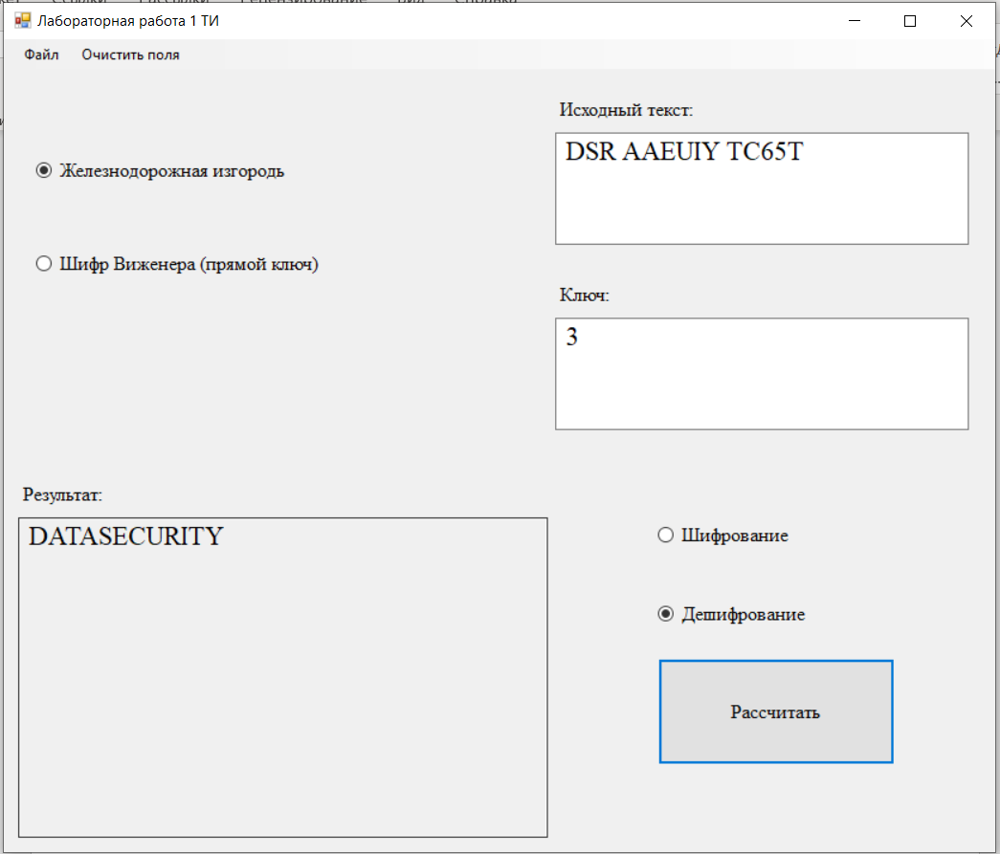 Лабораторная работа 1 ТИ
Файл Очистить поля
Исходный текст:
DSR AAEUIY TC65T
Железнодорожная изгородь
Шифр Виженера (прямой ключ)
Ключ:
3
Результат:
DATASECURITY
Шифрование
Дешифрование
Рассчитать